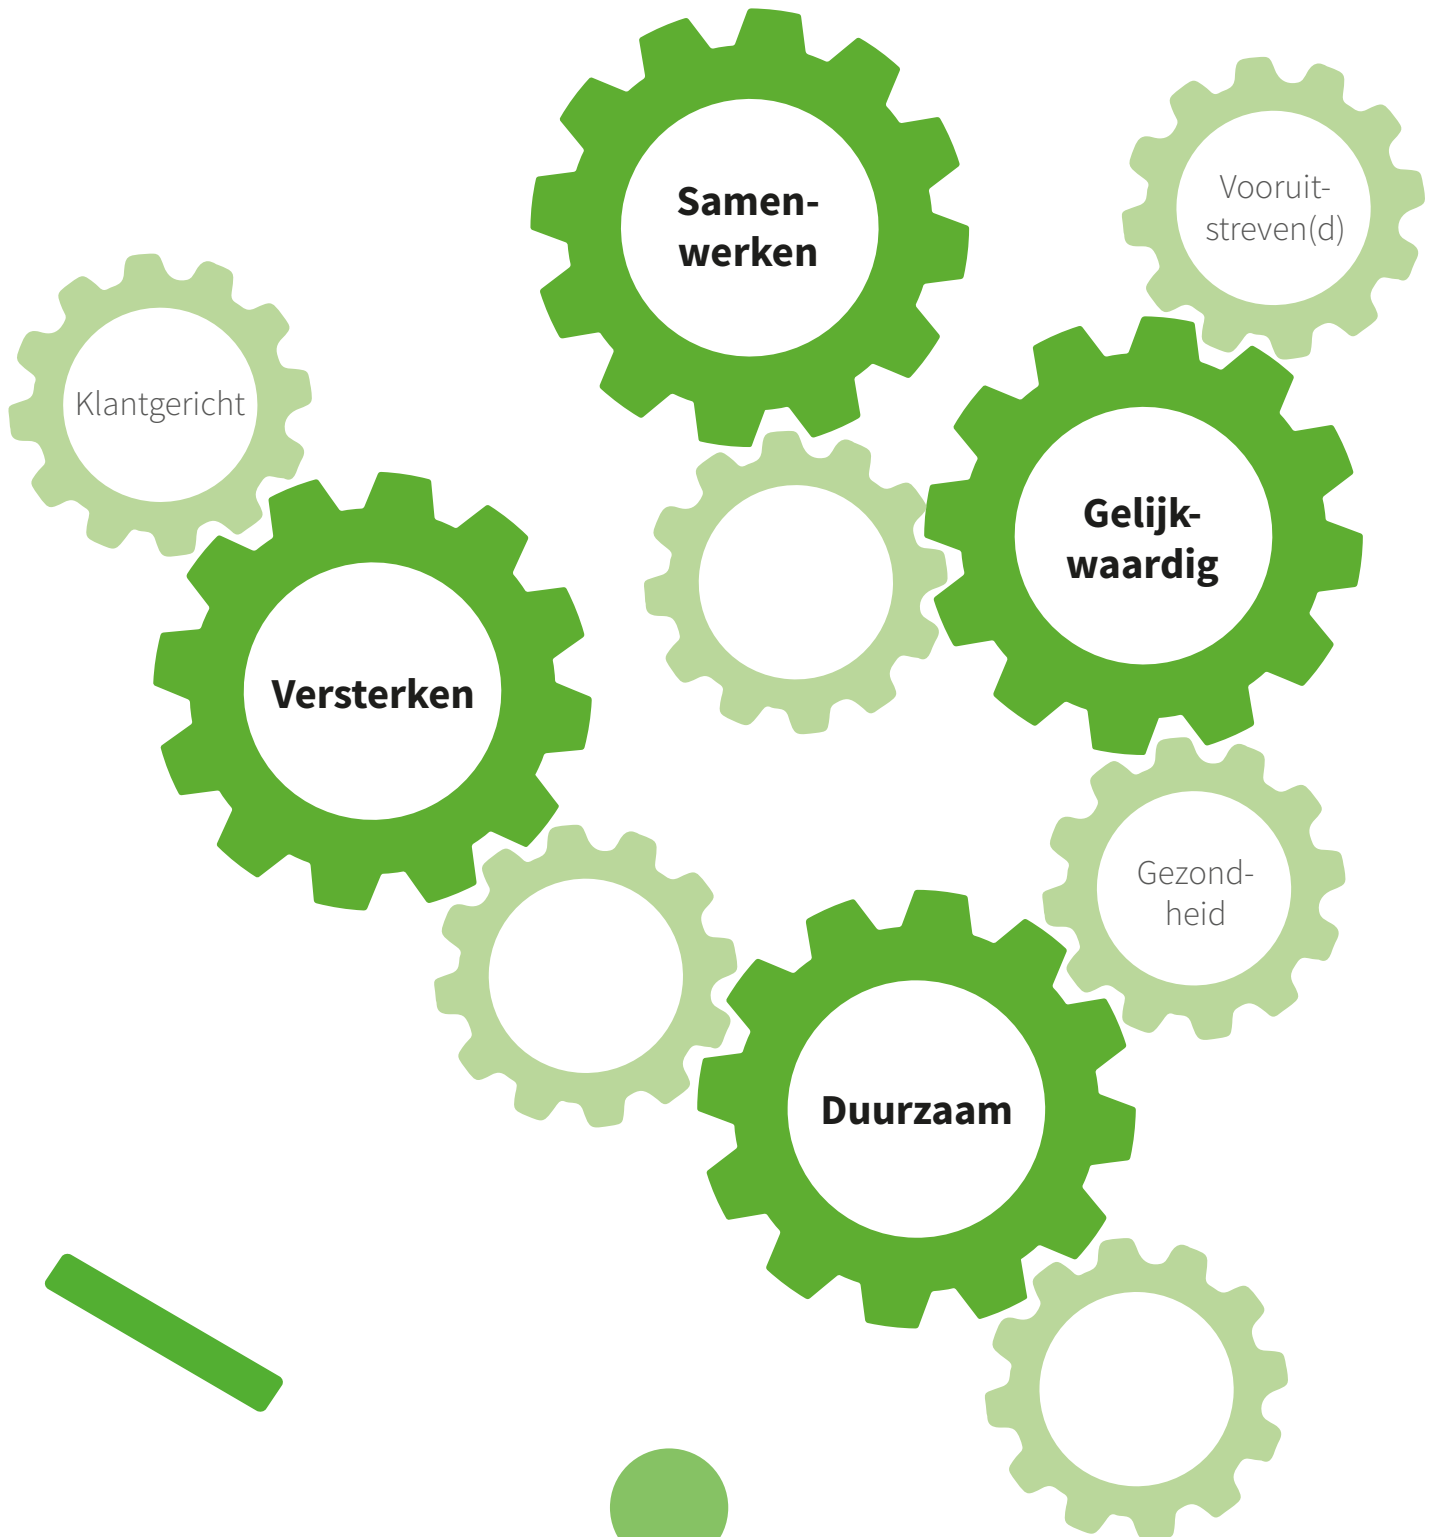 Samen-
werken
Vooruit-
streven(d)
Klantgericht
Gelijk-
waardig
Versterken
Gezond-
heid
Duurzaam